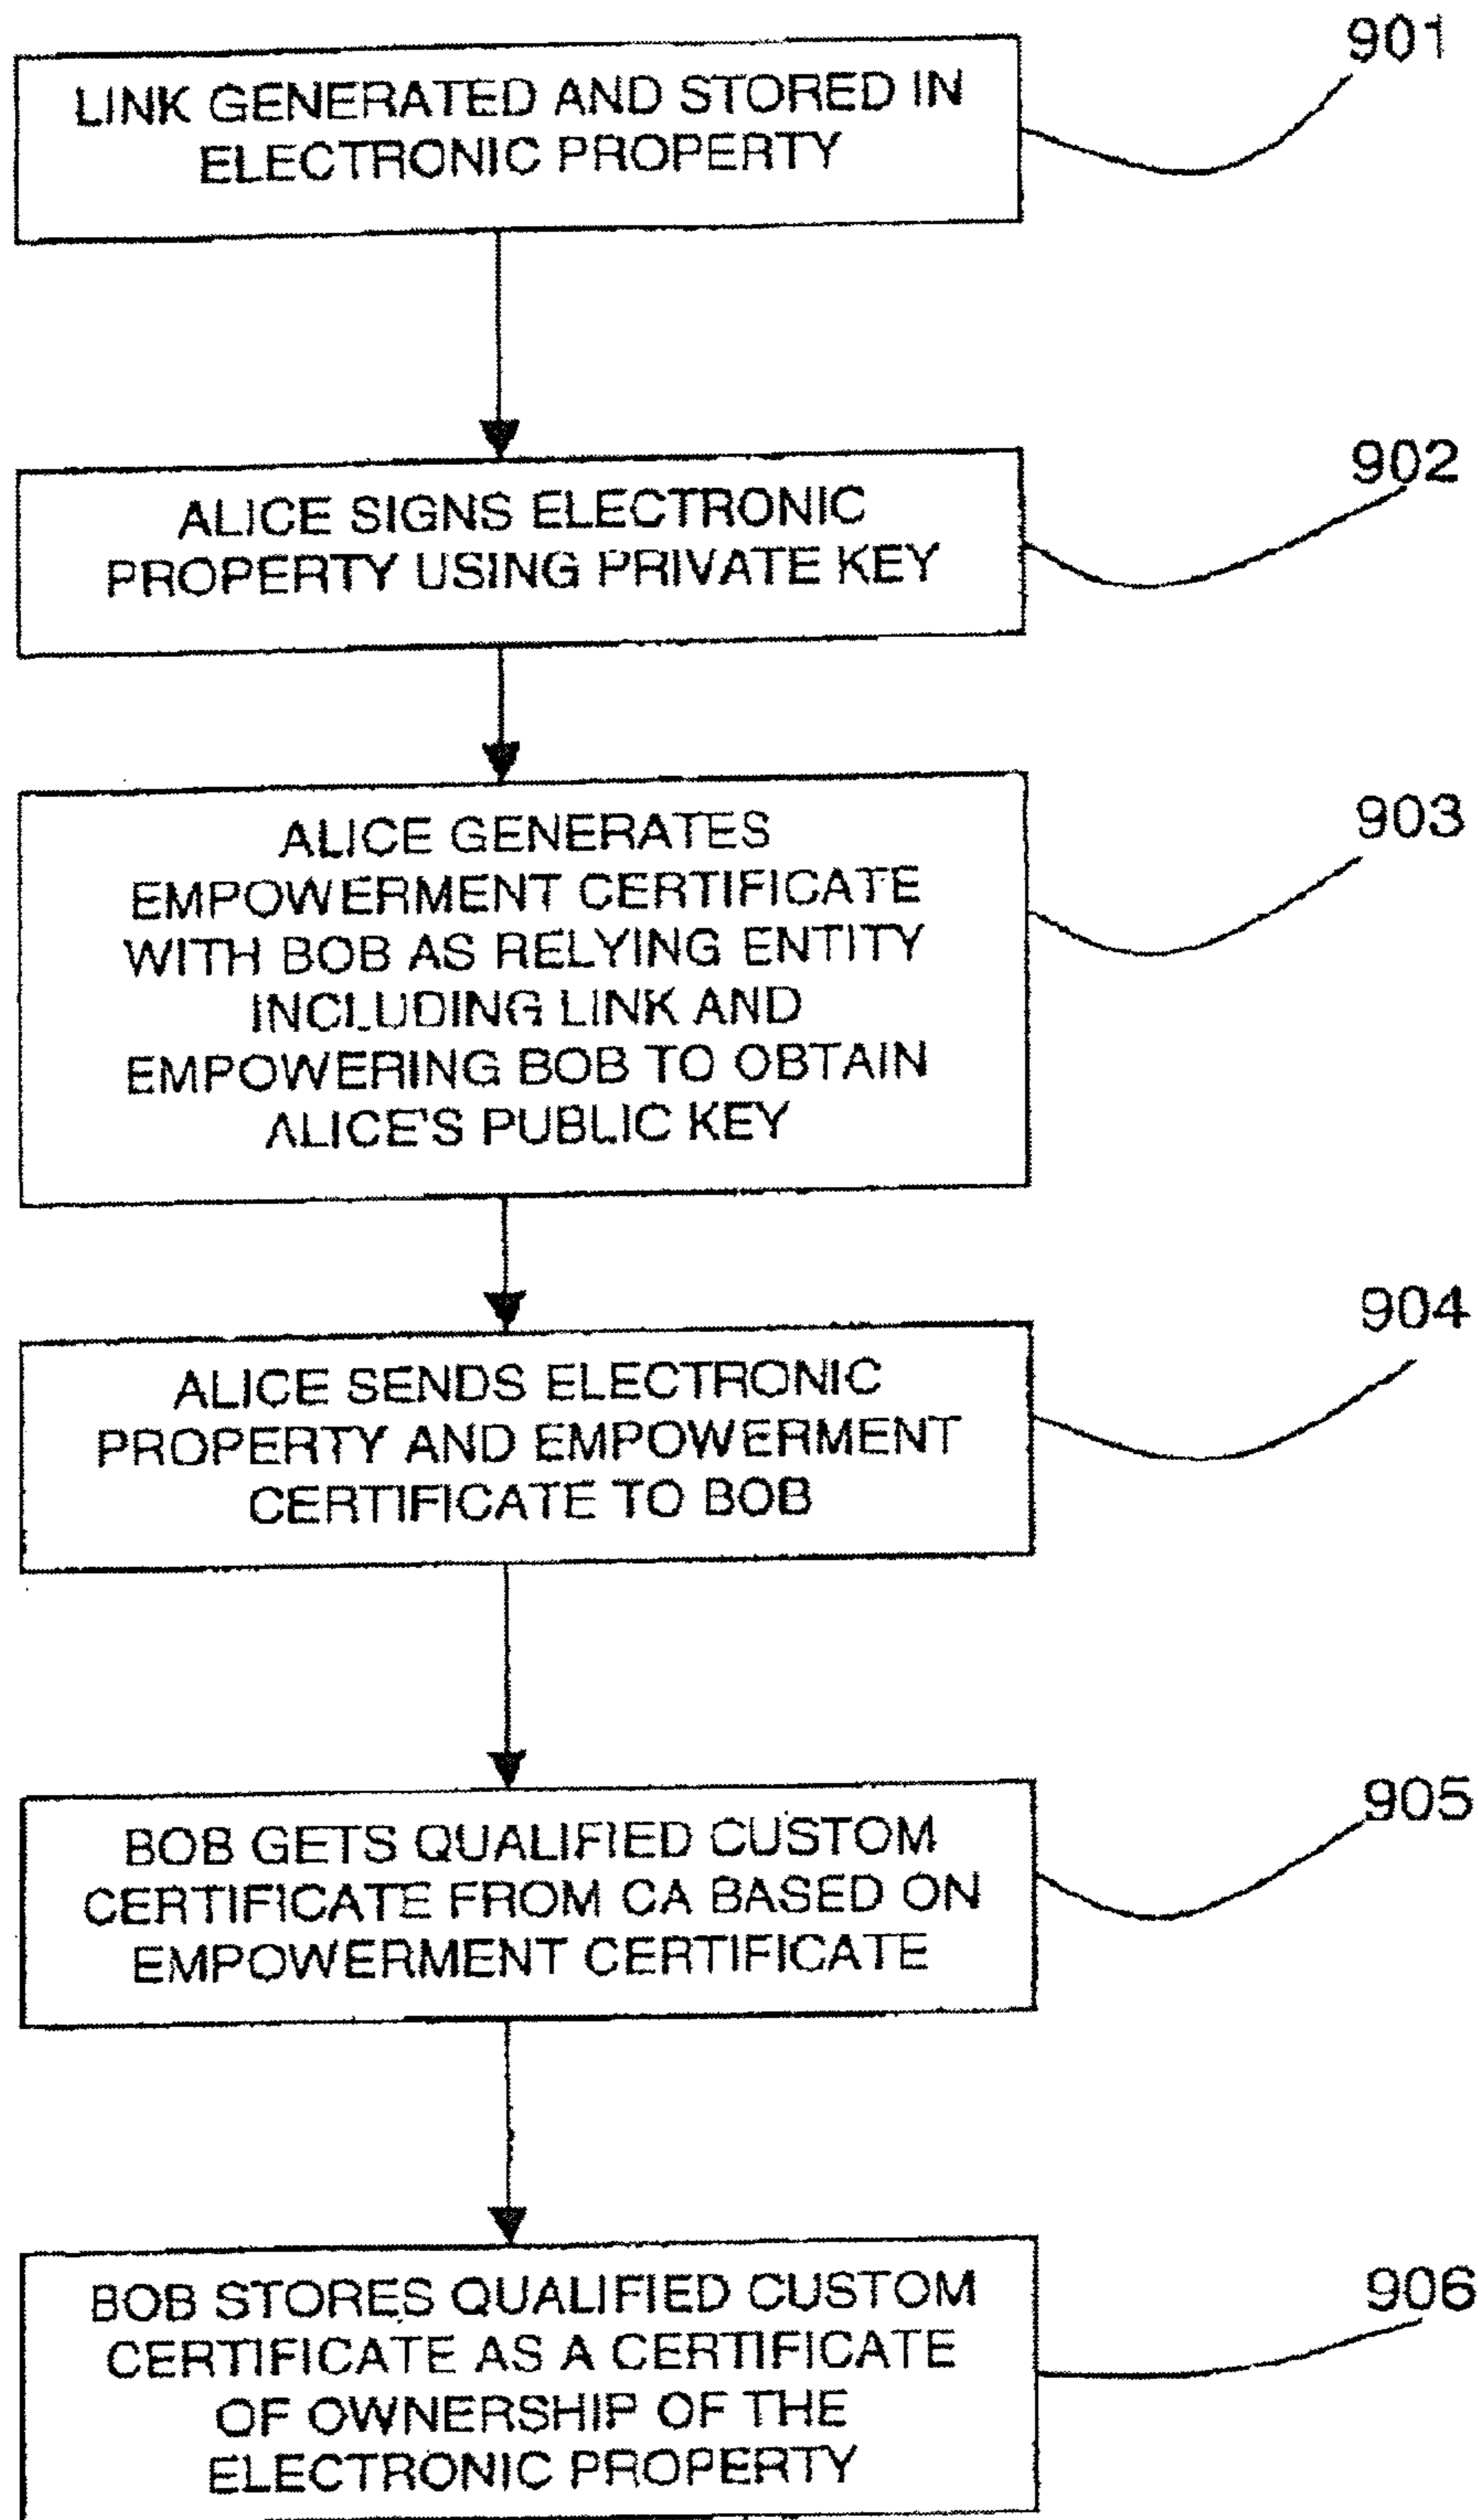 901
LINK GENERATED AND STORED IN
ELECTRONIC PROPERTY
902
ALICE SIGNS ELECTRONIC
PROPERTY USING PRIVATE KEY
903
ALICE GENERATES
EMPOWERMENT CERTIFICATE
WITH BOB AS RELYING ENTITY
INCLUDING LINK AND
EMPOWERING BOB TO OBTAIN
ALICE'S PUBLIC KEY
904
ALICE SENDS ELECTRONIC
PROPERTY AND EMPOWERMENT
CERTIFICATE TO BOB
905
BOB GETS QUALIFIED CUSTOM
CERTIFICATE FROM CA BASED ON
EMPOWERMENT CERTIFICATE
906
BOB STORES QUALIFIED CUSTOM
CERTIFICATE AS A CERTIFICATE
OF OWNERSHIP OF THE
ELECTRONIC PROPERTY